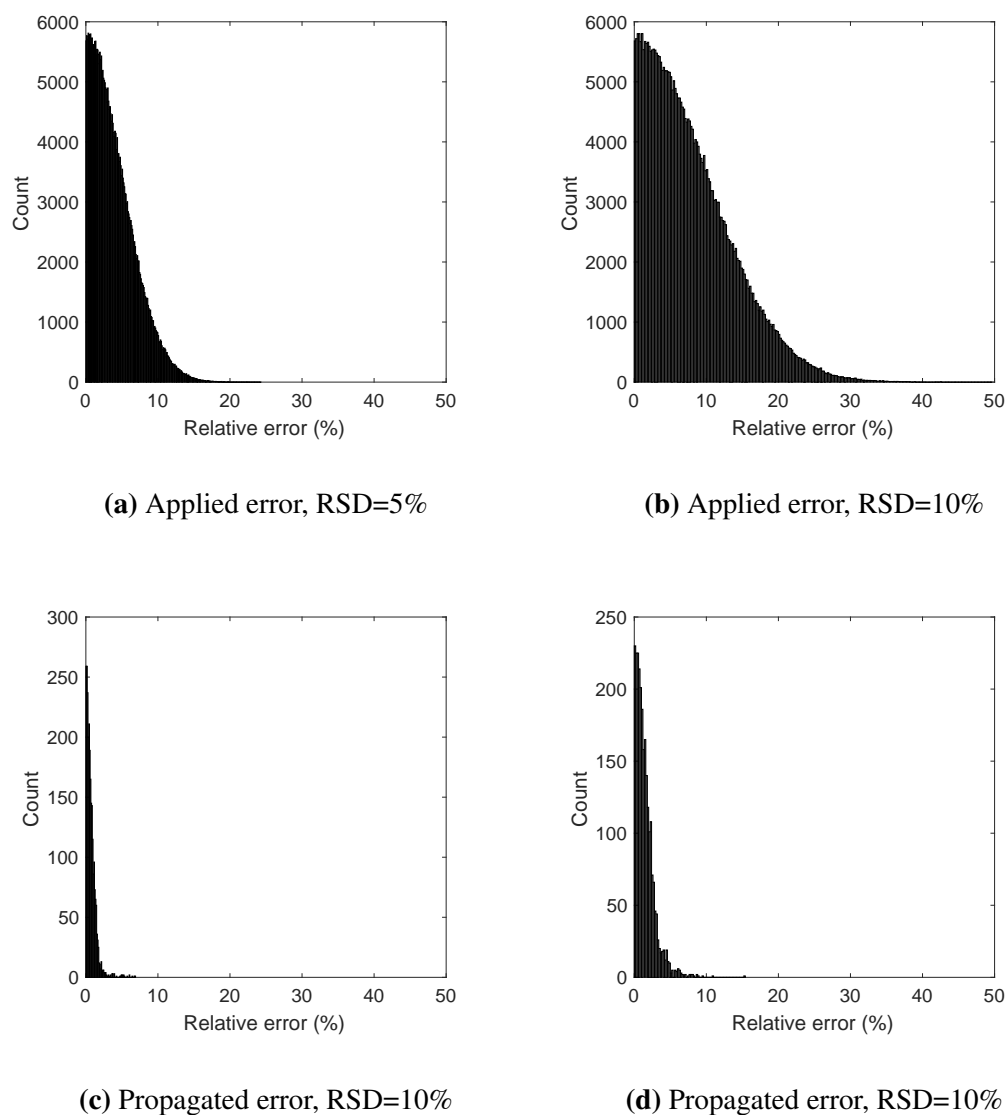 6000
5000
4000
3000
2000
1000
0
Count
0 10 20 30 40 50
Relative error (%)
(a) Applied error, RSD=5%
6000
5000
4000
3000
2000
1000
0
Count
0 10 20 30 40 50
Relative error (%)
(b) Applied error, RSD=10%
300
250
200
150
100
50
0
Count
0 10 20 30 40 50
Relative error (%)
(c) Propagated error, RSD=10%
250
200
150
100
50
0
Count
0 10 20 30 40 50
Relative error (%)
(d) Propagated error, RSD=10%